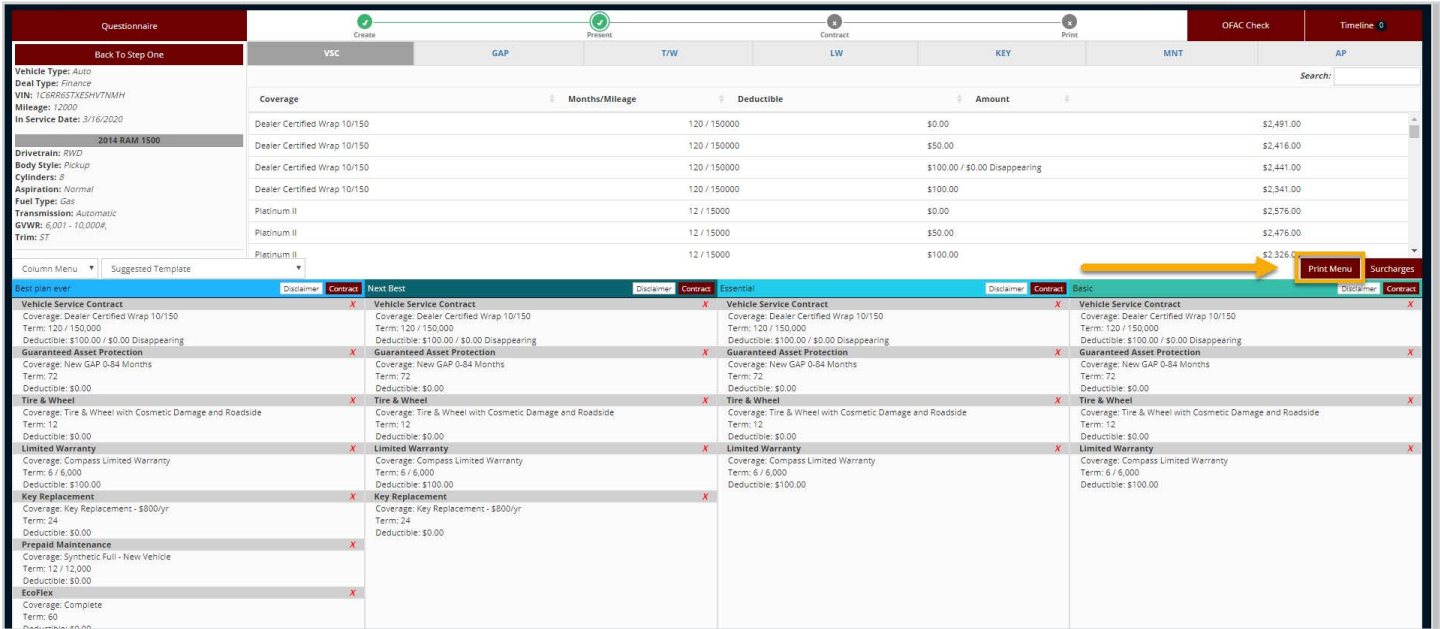 Questionnaire
Create
Present
Contract
Print
OFAC Check
Timeline 0
Back To Step One
VSC
GAP
T/W
LW
KEY
MNT
AP
Vehicle Type: Auto
Deal Type: Finance
VIN: 1C6RR6STXESHVTNMH
Mileage: 12000
In Service Date: 3/16/2020
2014 RAM 1500
Drivetrain: RWD
Body Style: Pickup
Cylinders: 8
Aspiration: Normal
Fuel Type: Gas
Transmission: Automatic
GVWR: 6,001 - 10,000#,
Trim: ST
Search:
Coverage Months/Mileage Deductible Amount
Dealer Certified Wrap 10/150 120 / 150000 $0.00 $2,491.00
Dealer Certified Wrap 10/150 120 / 150000 $50.00 $2,416.00
Dealer Certified Wrap 10/150 120 / 150000 $100.00 / $0.00 Disappearing $2,441.00
Dealer Certified Wrap 10/150 120 / 150000 $100.00 $2,341.00
Platinum II 12 / 15000 $0.00 $2,576.00
Platinum II 12 / 15000 $50.00 $2,476.00
Platinum II 12 / 15000 $100.00
Column Menu Suggested Template
Print Menu Surcharges
Best plan ever Disclaimer Contract
Vehicle Service Contract X
Coverage: Dealer Certified Wrap 10/150
Term: 120 / 150,000
Deductible: $100.00 / $0.00 Disappearing
Guaranteed Asset Protection X
Coverage: New GAP 0-84 Months
Term: 72
Deductible: $0.00
Tire & Wheel X
Coverage: Tire & Wheel with Cosmetic Damage and Roadside
Term: 12
Deductible: $0.00
Limited Warranty X
Coverage: Compass Limited Warranty
Term: 6 / 6,000
Deductible: $100.00
Key Replacement X
Coverage: Key Replacement - $800/yr
Term: 24
Deductible: $0.00
Prepaid Maintenance X
Coverage: Synthetic Full - New Vehicle
Term: 12 / 12,000
Deductible: $0.00
EcoFlex X
Coverage: Complete
Term: 60
Next Best Disclaimer Contract
Vehicle Service Contract X
Coverage: Dealer Certified Wrap 10/150
Term: 120 / 150,000
Deductible: $100.00 / $0.00 Disappearing
Guaranteed Asset Protection X
Coverage: New GAP 0-84 Months
Term: 72
Deductible: $0.00
Tire & Wheel X
Coverage: Tire & Wheel with Cosmetic Damage and Roadside
Term: 12
Deductible: $0.00
Limited Warranty X
Coverage: Compass Limited Warranty
Term: 6 / 6,000
Deductible: $100.00
Key Replacement X
Coverage: Key Replacement - $800/yr
Term: 24
Deductible: $0.00
Essential Disclaimer Contract
Vehicle Service Contract X
Coverage: Dealer Certified Wrap 10/150
Term: 120 / 150,000
Deductible: $100.00 / $0.00 Disappearing
Guaranteed Asset Protection X
Coverage: New GAP 0-84 Months
Term: 72
Deductible: $0.00
Tire & Wheel X
Coverage: Tire & Wheel with Cosmetic Damage and Roadside
Term: 12
Deductible: $0.00
Limited Warranty X
Coverage: Compass Limited Warranty
Term: 6 / 6,000
Deductible: $100.00
Basic Disclaimer Contract
Vehicle Service Contract X
Coverage: Dealer Certified Wrap 10/150
Term: 120 / 150,000
Deductible: $100.00 / $0.00 Disappearing
Guaranteed Asset Protection X
Coverage: New GAP 0-84 Months
Term: 72
Deductible: $0.00
Tire & Wheel X
Coverage: Tire & Wheel with Cosmetic Damage and Roadside
Term: 12
Deductible: $0.00
Limited Warranty X
Coverage: Compass Limited Warranty
Term: 6 / 6,000
Deductible: $100.00